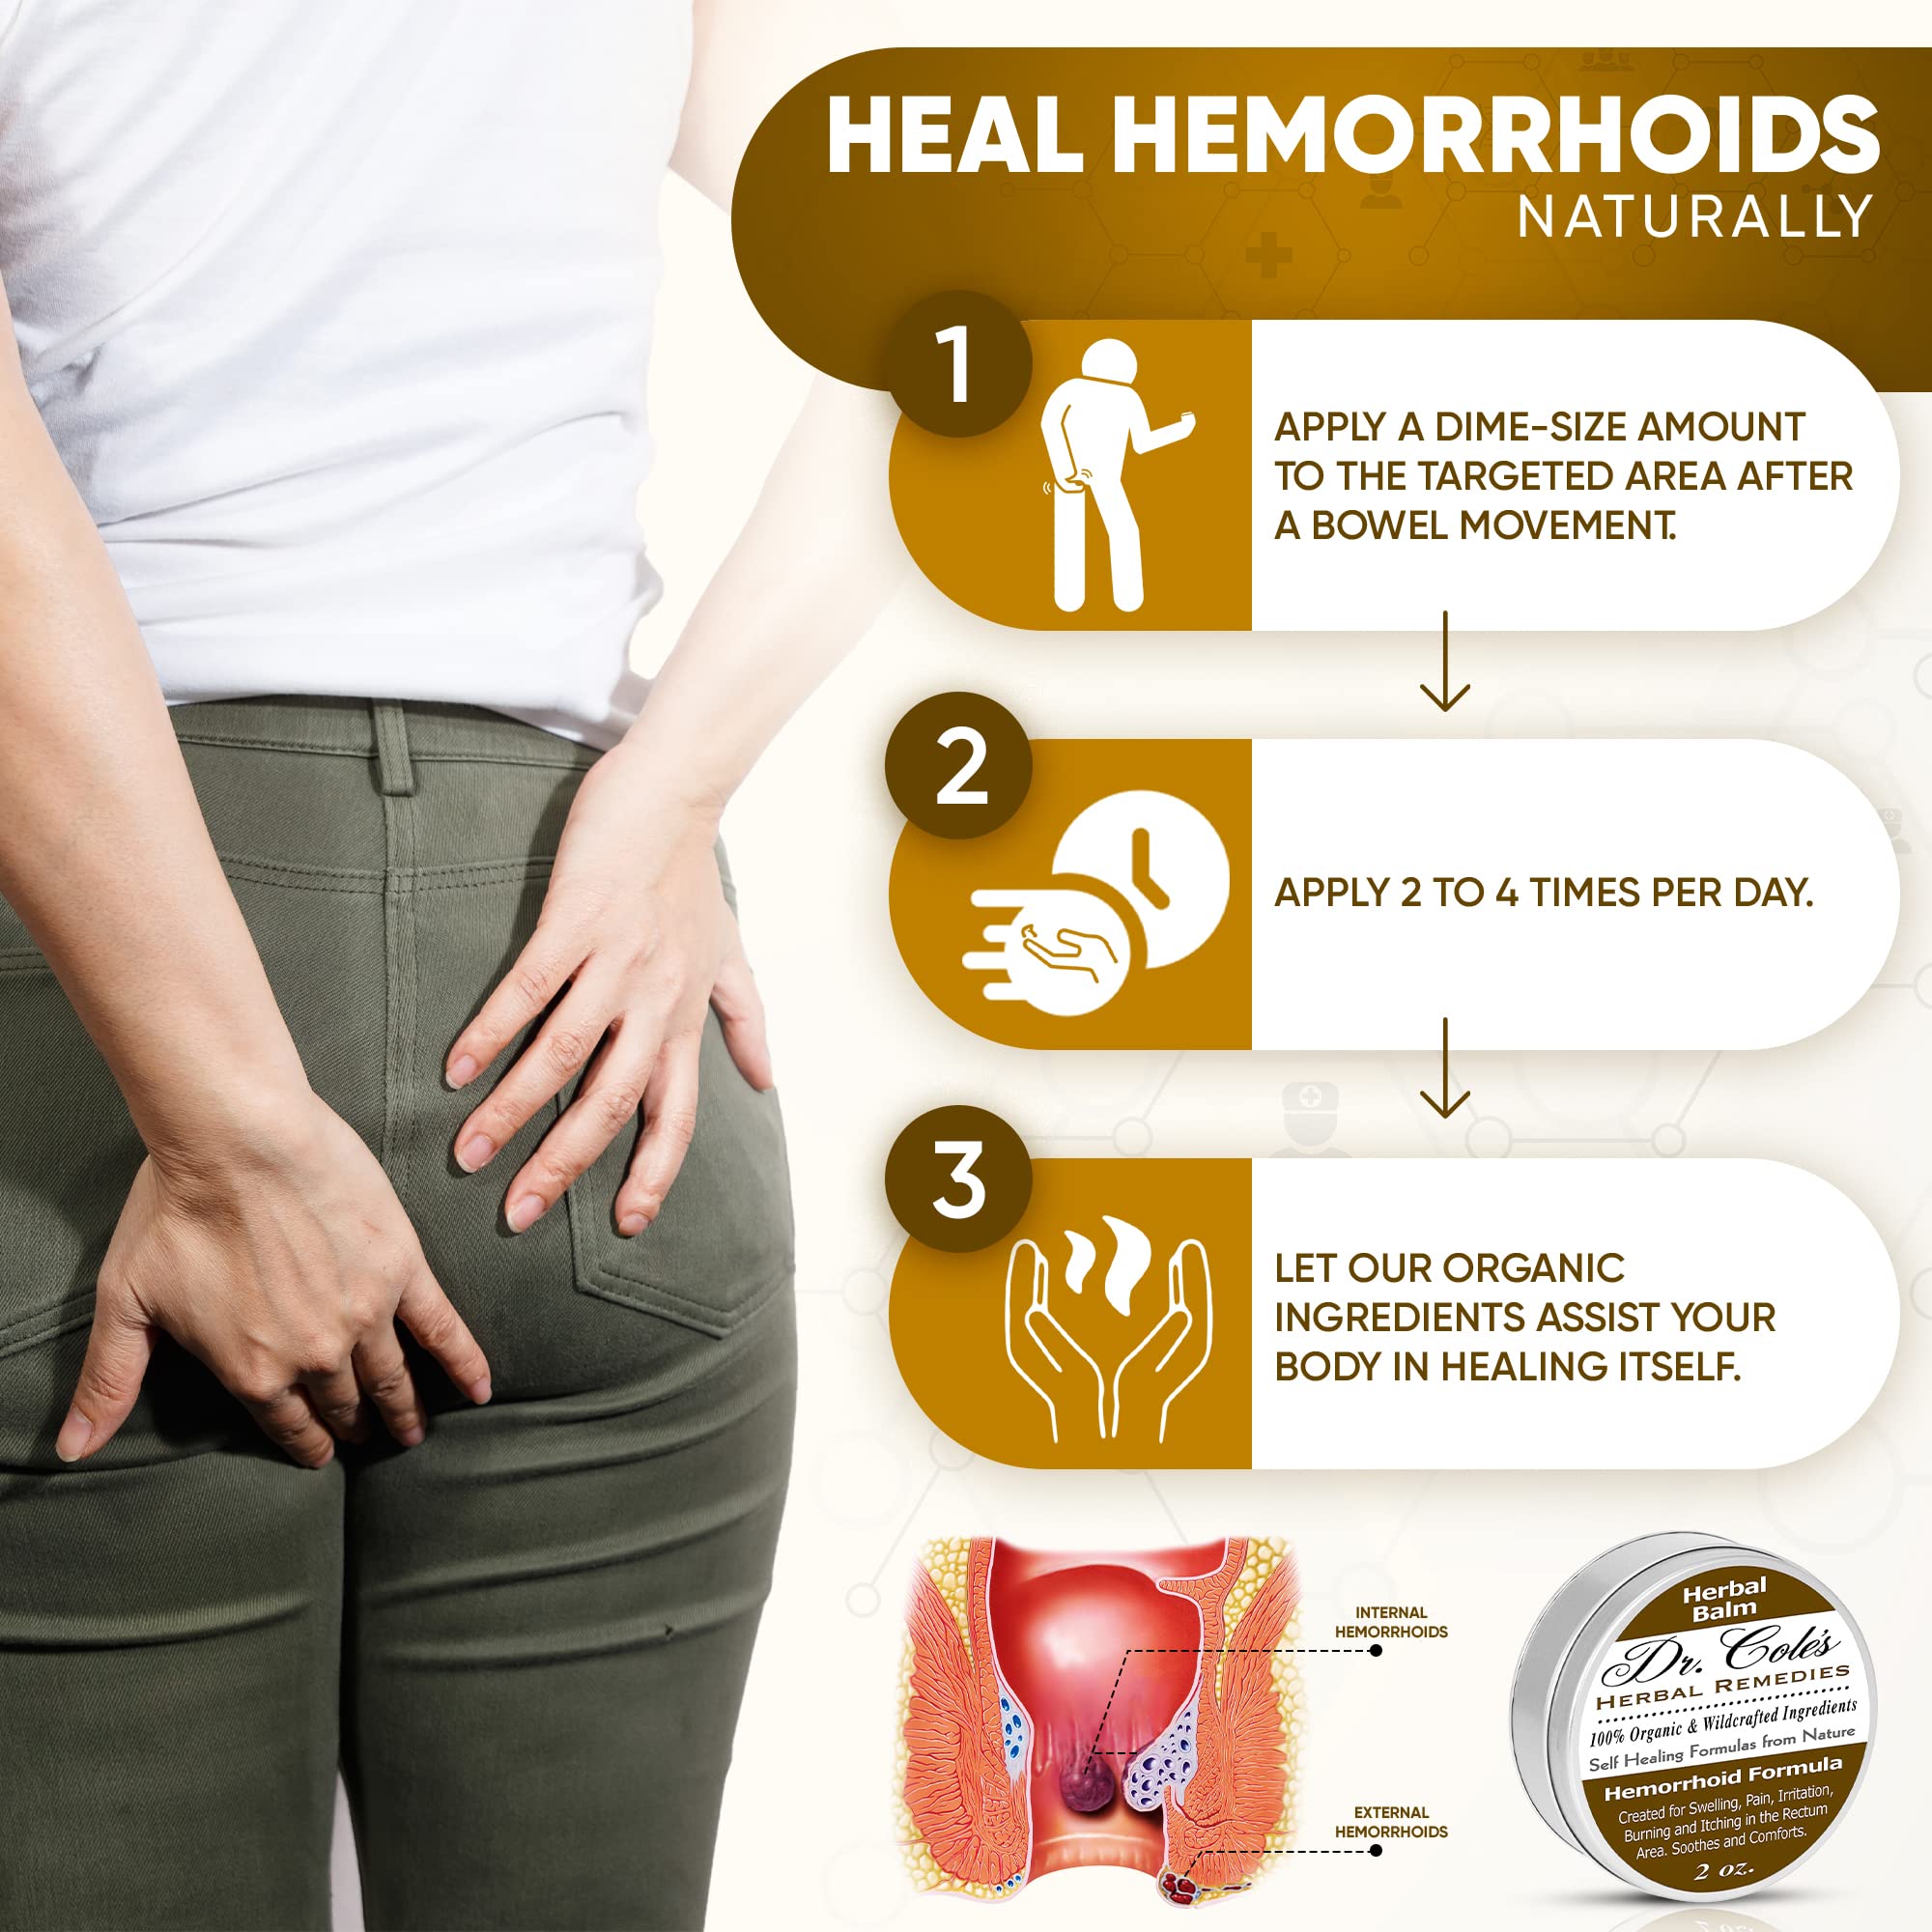 HEAL HEMORRHOIDS
NATURALLY
1
APPLY A DIME-SIZE AMOUNT
TO THE TARGETED AREA AFTER
A BOWEL MOVEMENT.
2
APPLY 2 TO 4 TIMES PER DAY.
3
LET OUR ORGANIC
INGREDIENTS ASSIST YOUR
BODY IN HEALING ITSELF.
INTERNAL
HEMORRHOIDS
EXTERNAL
HEMORRHOIDS
Herbal
Balm
Dr. Cole's
HERBAL REMEDIES
100% Organic & Wildcrafted Ingredients
Self Healing Formulas from Nature
Hemorrhoid Formula
Created for Swelling, Pain, Irritation,
Burning and Itching in the Rectum
Area. Soothes and Comforts.
2 oz.